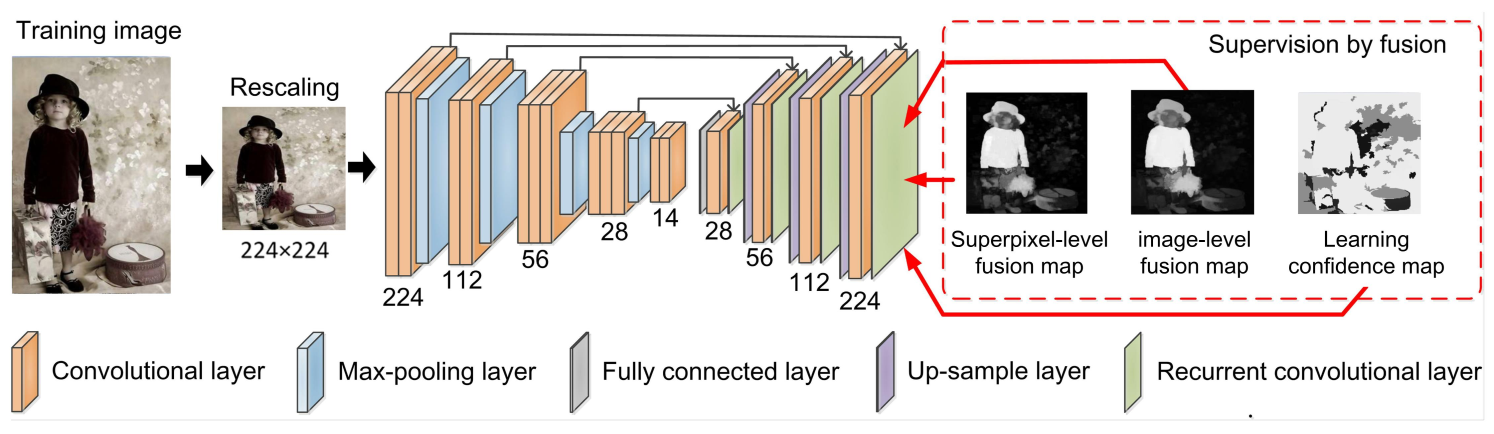 Training image
Rescaling
224×224
224
112
56
28
14
28
56
112
224
Supervision by fusion
Superpixel-level
fusion map
image-level
fusion map
Learning
confidence map
Convolutional layer
Max-pooling layer
Fully connected layer
Up-sample layer
Recurrent convolutional layer